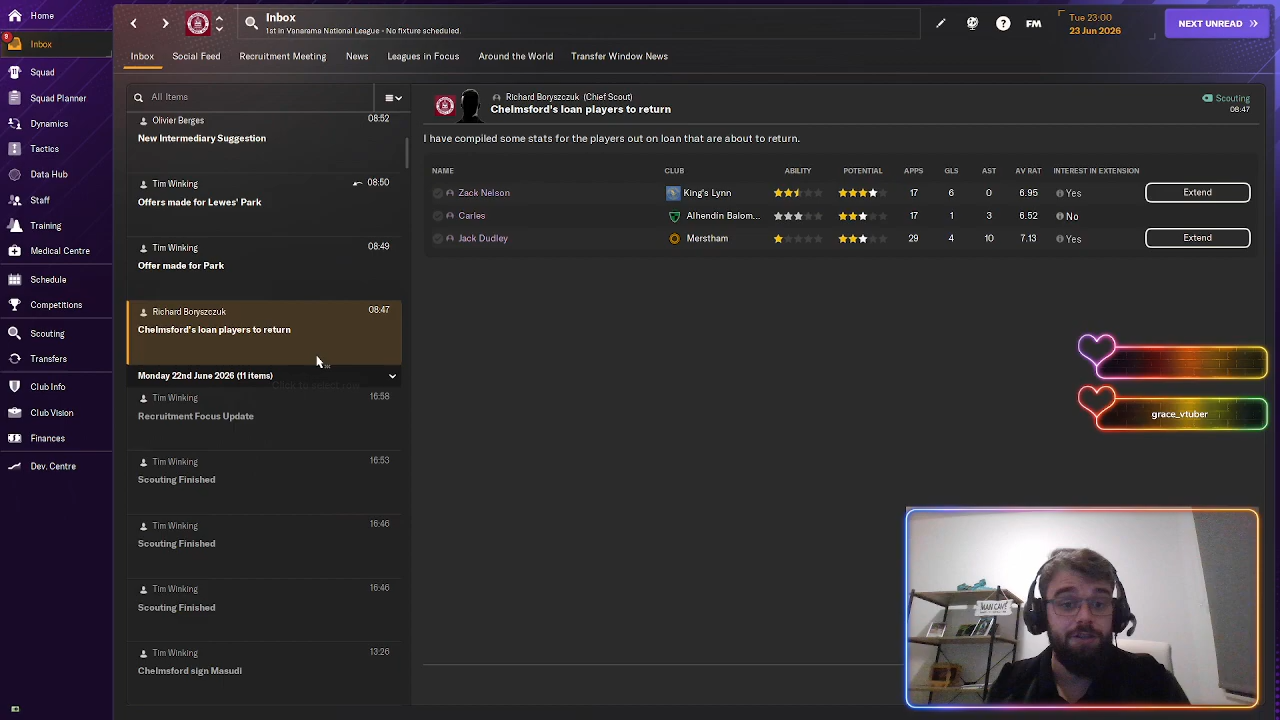 Home
9
Inbox
Squad
Squad Planner
Dynamics
Tactics
Data Hub
Staff
Training
Medical Centre
Schedule
Competitions
Scouting
Transfers
Club Info
Club Vision
Finances
Dev. Centre
Inbox
1st in Vanarama National League - No fixture scheduled.
?
FM
Tue 23:00
23 Jun 2026
NEXT UNREAD
Inbox
Social Feed
Recruitment Meeting
News
Leagues in Focus
Around the World
Transfer Window News
All Items
Olivier Berges 08:52
New Intermediary Suggestion
Tim Winking 08:50
Offers made for Lewes' Park
Tim Winking 08:49
Offer made for Park
Richard Boryszczuk 08:47
Chelmsford's loan players to return
Monday 22nd June 2026 (11 items)
Click to select row
Tim Winking 16:58
Recruitment Focus Update
Tim Winking 16:53
Scouting Finished
Tim Winking 16:46
Scouting Finished
Tim Winking 16:46
Scouting Finished
Tim Winking 13:26
Chelmsford sign Masudi
Richard Boryszczuk (Chief Scout)
Chelmsford's loan players to return
Scouting
08:47
I have compiled some stats for the players out on loan that are about to return.
NAME CLUB ABILITY POTENTIAL APPS GLS AST AV RAT INTEREST IN EXTENSION
Zack Nelson King's Lynn 17 6 0 6.95 Yes Extend
Carles Alhendin Balom... 17 1 3 6.52 No
Jack Dudley Merstham 29 4 10 7.13 Yes Extend
grace_vtuber
MAN CAVE